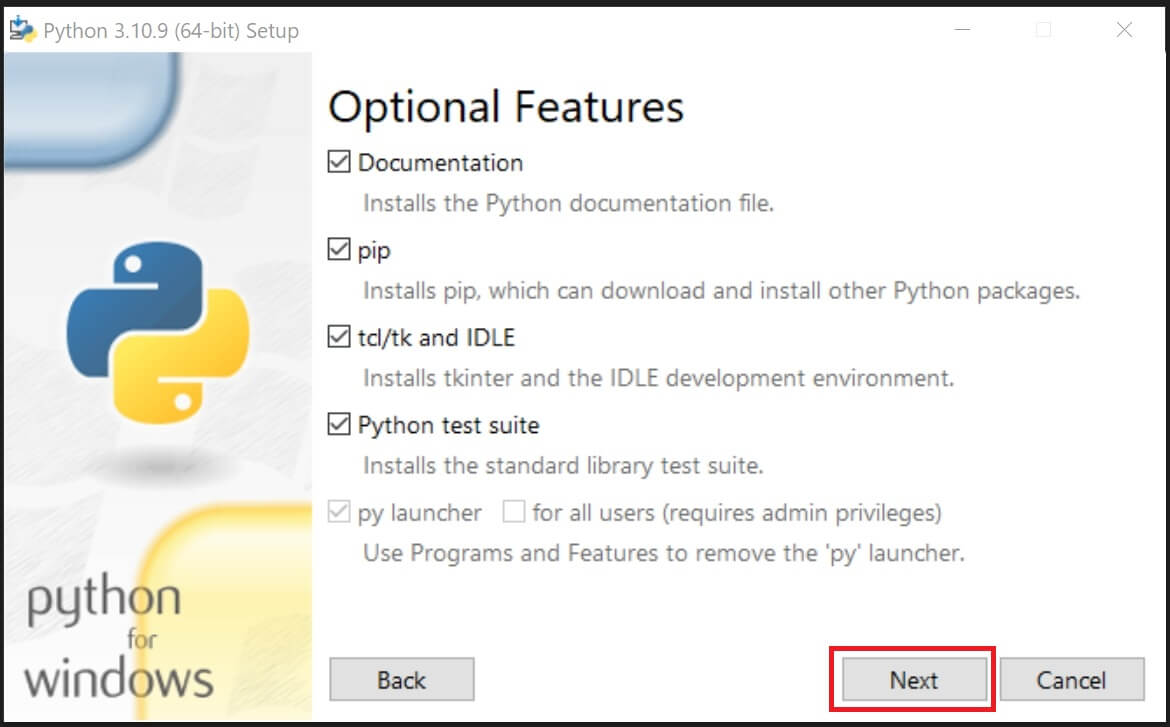 Python 3.10.9 (64-bit) Setup
Optional Features
Documentation
Installs the Python documentation file.
pip
Installs pip, which can download and install other Python packages.
tcl/tk and IDLE
Installs tkinter and the IDLE development environment.
Python test suite
Installs the standard library test suite.
py launcher for all users (requires admin privileges)
Use Programs and Features to remove the 'py' launcher.
python
for
windows
Back Next Cancel